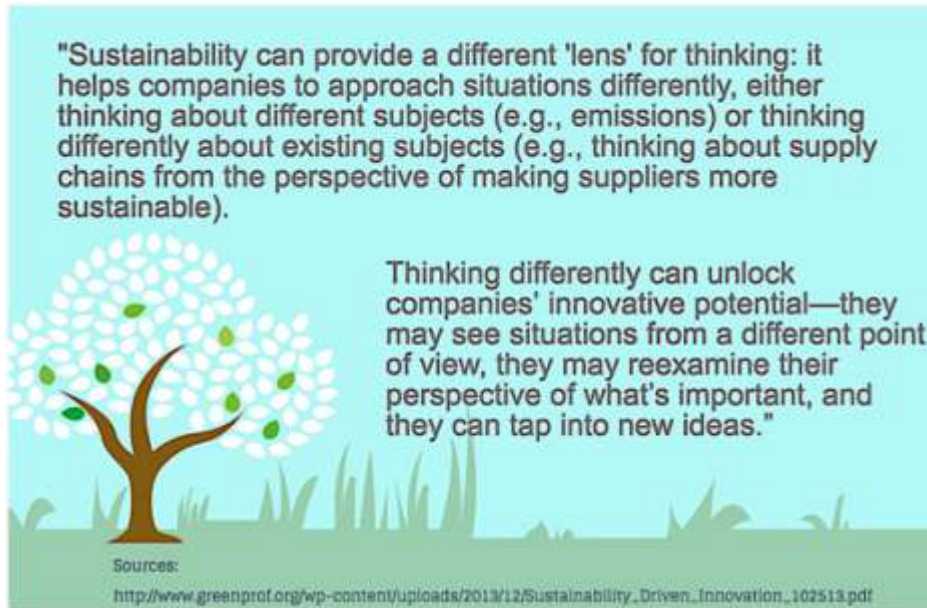 "Sustainability can provide a different 'lens' for thinking: it
helps companies to approach situations differently, either
thinking about different subjects (e.g., emissions) or thinking
differently about existing subjects (e.g., thinking about supply
chains from the perspective of making suppliers more
sustainable).
Thinking differently can unlock
companies' innovative potential—they
may see situations from a different point
of view, they may reexamine their
perspective of what's important, and
they can tap into new ideas."
Sources:
http://www.greenprof.org/wp-content/uploads/2013/12/Sustainability_Driven_Innovation_102513.pdf